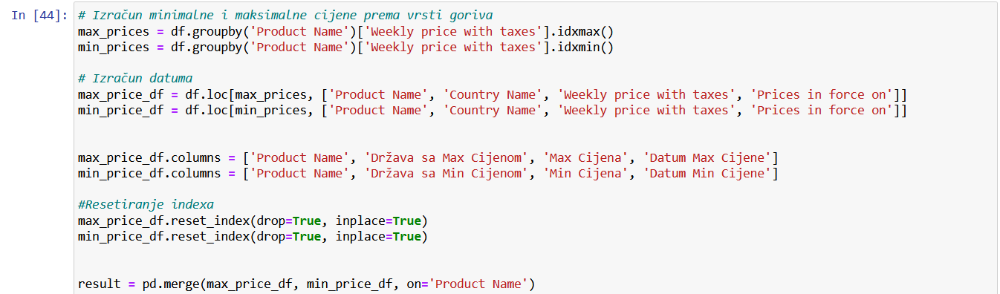 In [44]: # Izračun minimalne i maksimalne cijene prema vrsti goriva
max_prices = df.groupby('Product Name')['Weekly price with taxes'].idxmax()
min_prices = df.groupby('Product Name')['Weekly price with taxes'].idxmin()
# Izračun datuma
max_price_df = df.loc[max_prices, ['Product Name', 'Country Name', 'Weekly price with taxes', 'Prices in force on']]
min_price_df = df.loc[min_prices, ['Product Name', 'Country Name', 'Weekly price with taxes', 'Prices in force on']]
max_price_df.columns = ['Product Name', 'Država sa Max Cijenom', 'Max Cijena', 'Datum Max Cijene']
min_price_df.columns = ['Product Name', 'Država sa Min Cijenom', 'Min Cijena', 'Datum Min Cijene']
#Resetiranje indexa
max_price_df.reset_index(drop=True, inplace=True)
min_price_df.reset_index(drop=True, inplace=True)
result = pd.merge(max_price_df, min_price_df, on='Product Name')